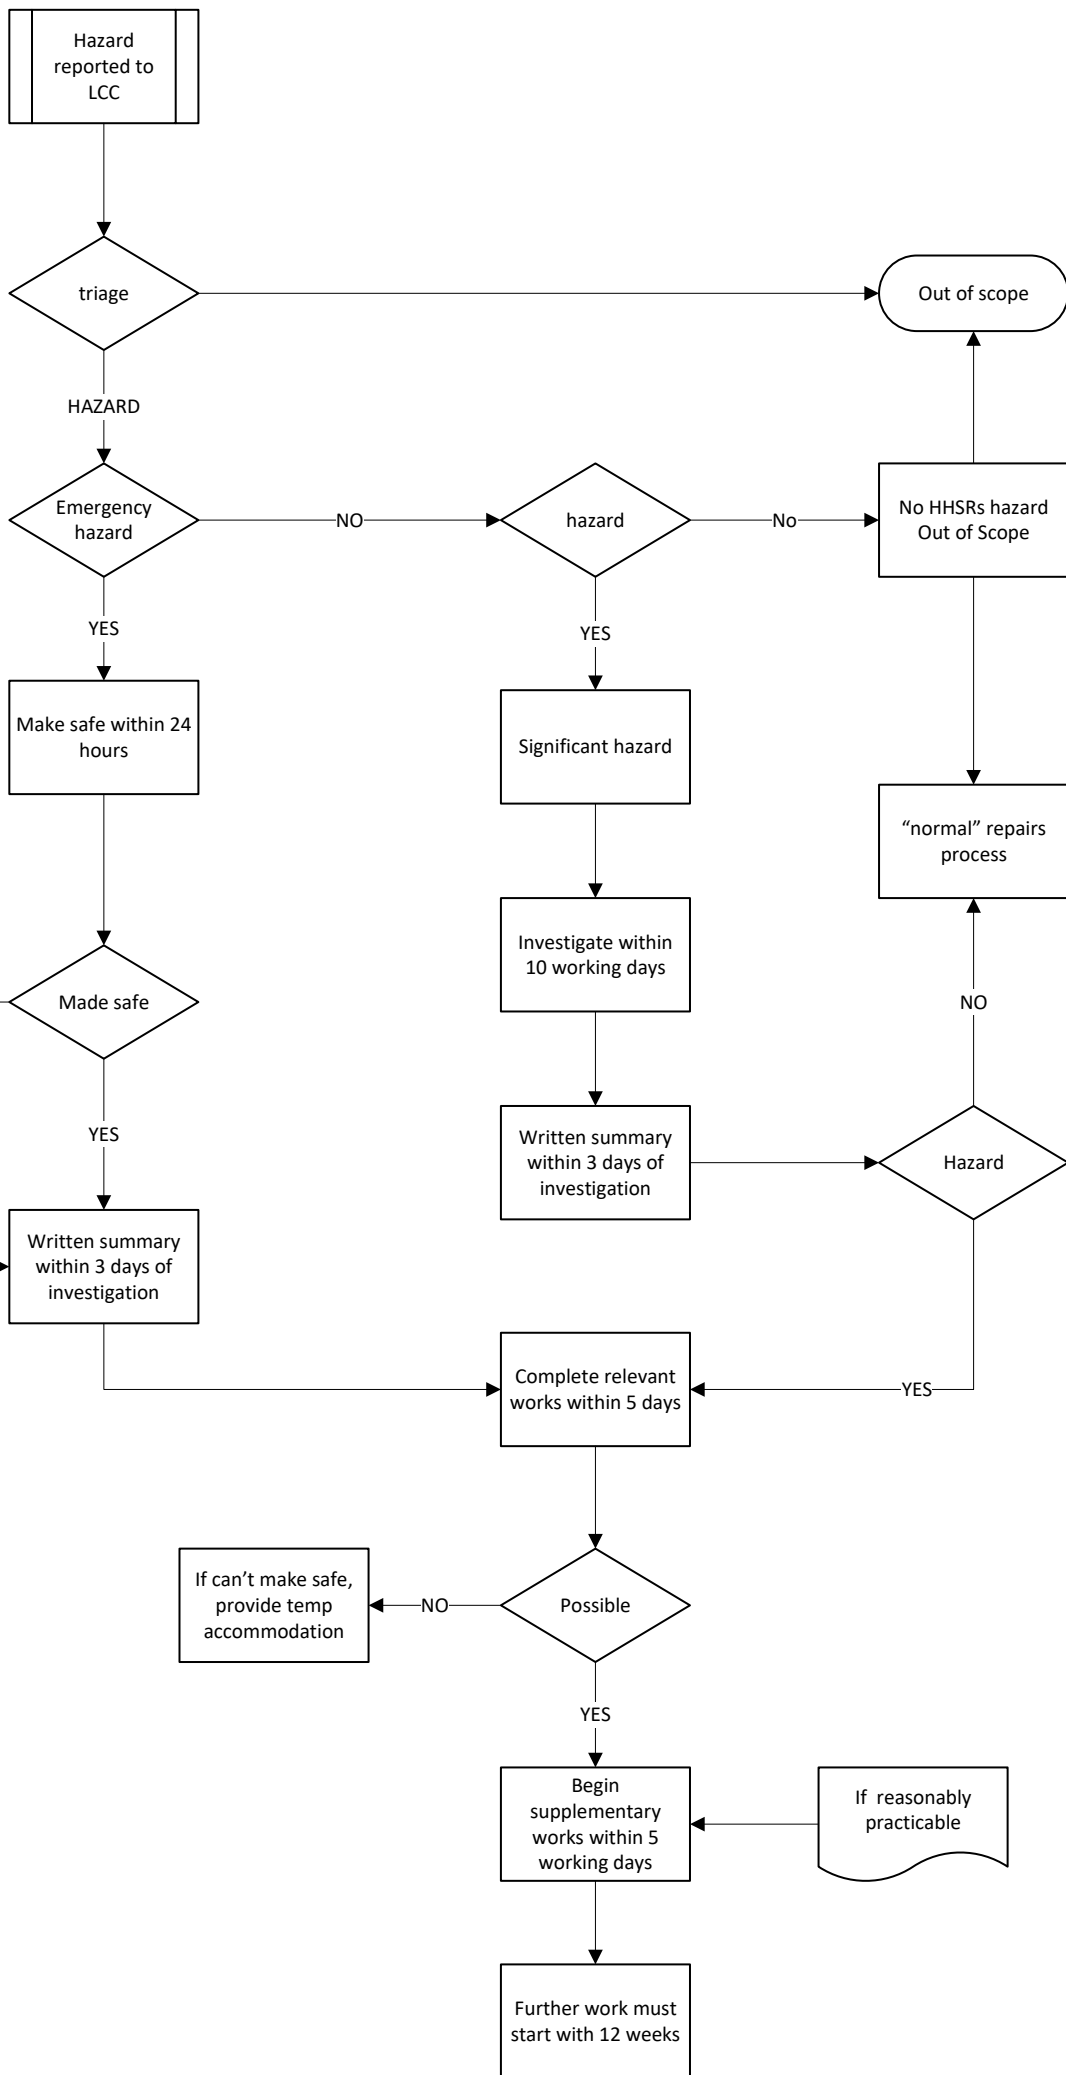 Hazard
reported to
LCC
triage
Out of scope
HAZARD
Emergency
hazard
NO
hazard
No
No HHSRs hazard
Out of Scope
YES
YES
Make safe within 24
hours
Significant hazard
“normal” repairs
process
Investigate within
10 working days
Made safe
NO
YES
Written summary
within 3 days of
investigation
Hazard
Written summary
within 3 days of
investigation
Complete relevant
works within 5 days
YES
If can’t make safe,
provide temp
accommodation
NO
Possible
YES
Begin
supplementary
works within 5
working days
If  reasonably
practicable
Further work must
start with 12 weeks